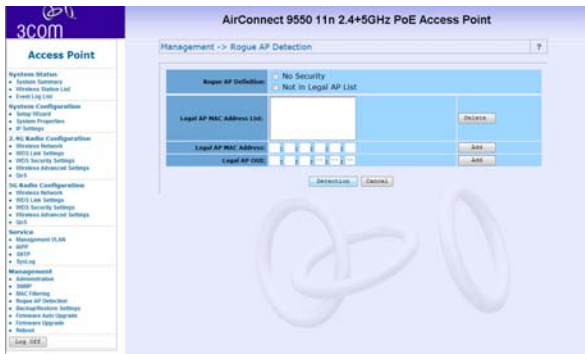 3COM
AirConnect 9550 11n 2.4+5GHz PoE Access Point
Access Point
System Status
System Summary
Wireless Station List
Event Log List
System Configuration
Setup Wizard
System Properties
IP Settings
2.4G Radio Configuration
Wireless Network
WDS Link Settings
WDS Security Settings
Wireless Advanced Settings
QoS
5G Radio Configuration
Wireless Network
WDS Link Settings
WDS Security Settings
Wireless Advanced Settings
QoS
Service
Management VLAN
IAPP
SNTP
SysLog
Management
Administration
SNMP
MAC Filtering
Rogue AP Detection
Backup/Restore Settings
Firmware Auto Upgrade
Firmware Upgrade
Reboot
Log Off
Management -> Rogue AP Detection
?
Rogue AP Definition:
No Security
Not in Legal AP List
Legal AP MAC Address List:
Delete
Legal AP MAC Address: : : : : :
Add
Legal AP OUI: : : : -- : -- : --
Add
Detection
Cancel